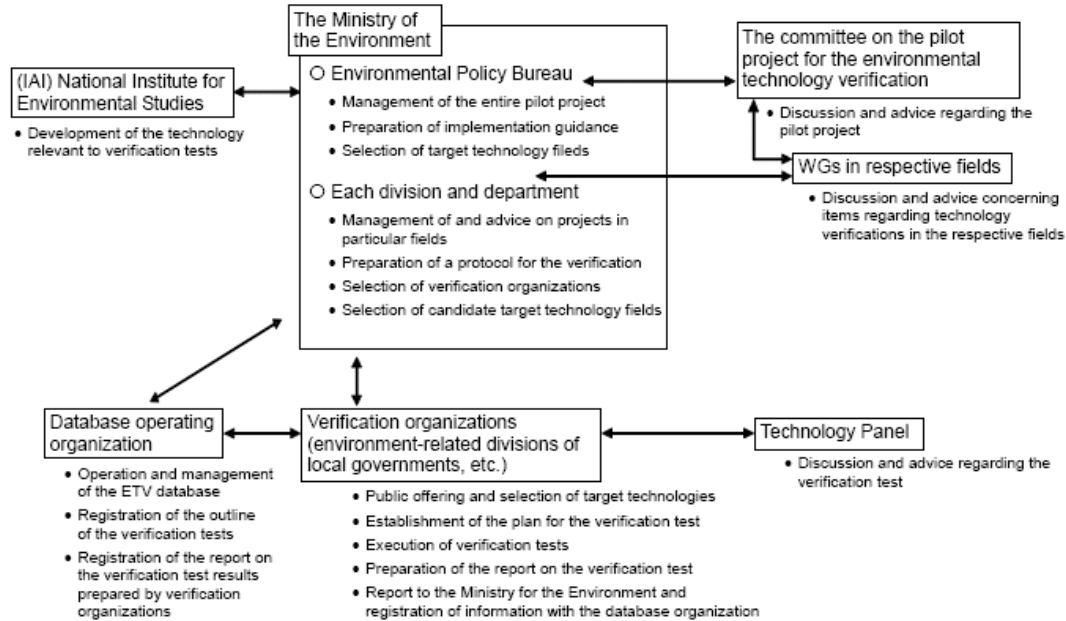 The Ministry of
the Environment
(IAI) National Institute for
Environmental Studies
• Development of the technology
relevant to verification tests
○ Environmental Policy Bureau
• Management of the entire pilot project
• Preparation of implementation guidance
• Selection of target technology fileds
○ Each division and department
• Management of and advice on projects in
particular fields
• Preparation of a protocol for the verification
• Selection of verification organizations
• Selection of candidate target technology fields
The committee on the pilot
project for the environmental
technology verification
• Discussion and advice regarding the
pilot project
WGs in respective fields
• Discussion and advice concerning
items regarding technology
verifications in the respective fields
Database operating
organization
• Operation and management
of the ETV database
• Registration of the outline
of the verification tests
• Registration of the report on
the verification test results
prepared by verification
organizations
Verification organizations
(environment-related divisions of
local governments, etc.)
• Public offering and selection of target technologies
• Establishment of the plan for the verification test
• Execution of verification tests
• Preparation of the report on the verification test
• Report to the Ministry for the Environment and
registration of information with the database organization
Technology Panel
• Discussion and advice regarding the
verification test